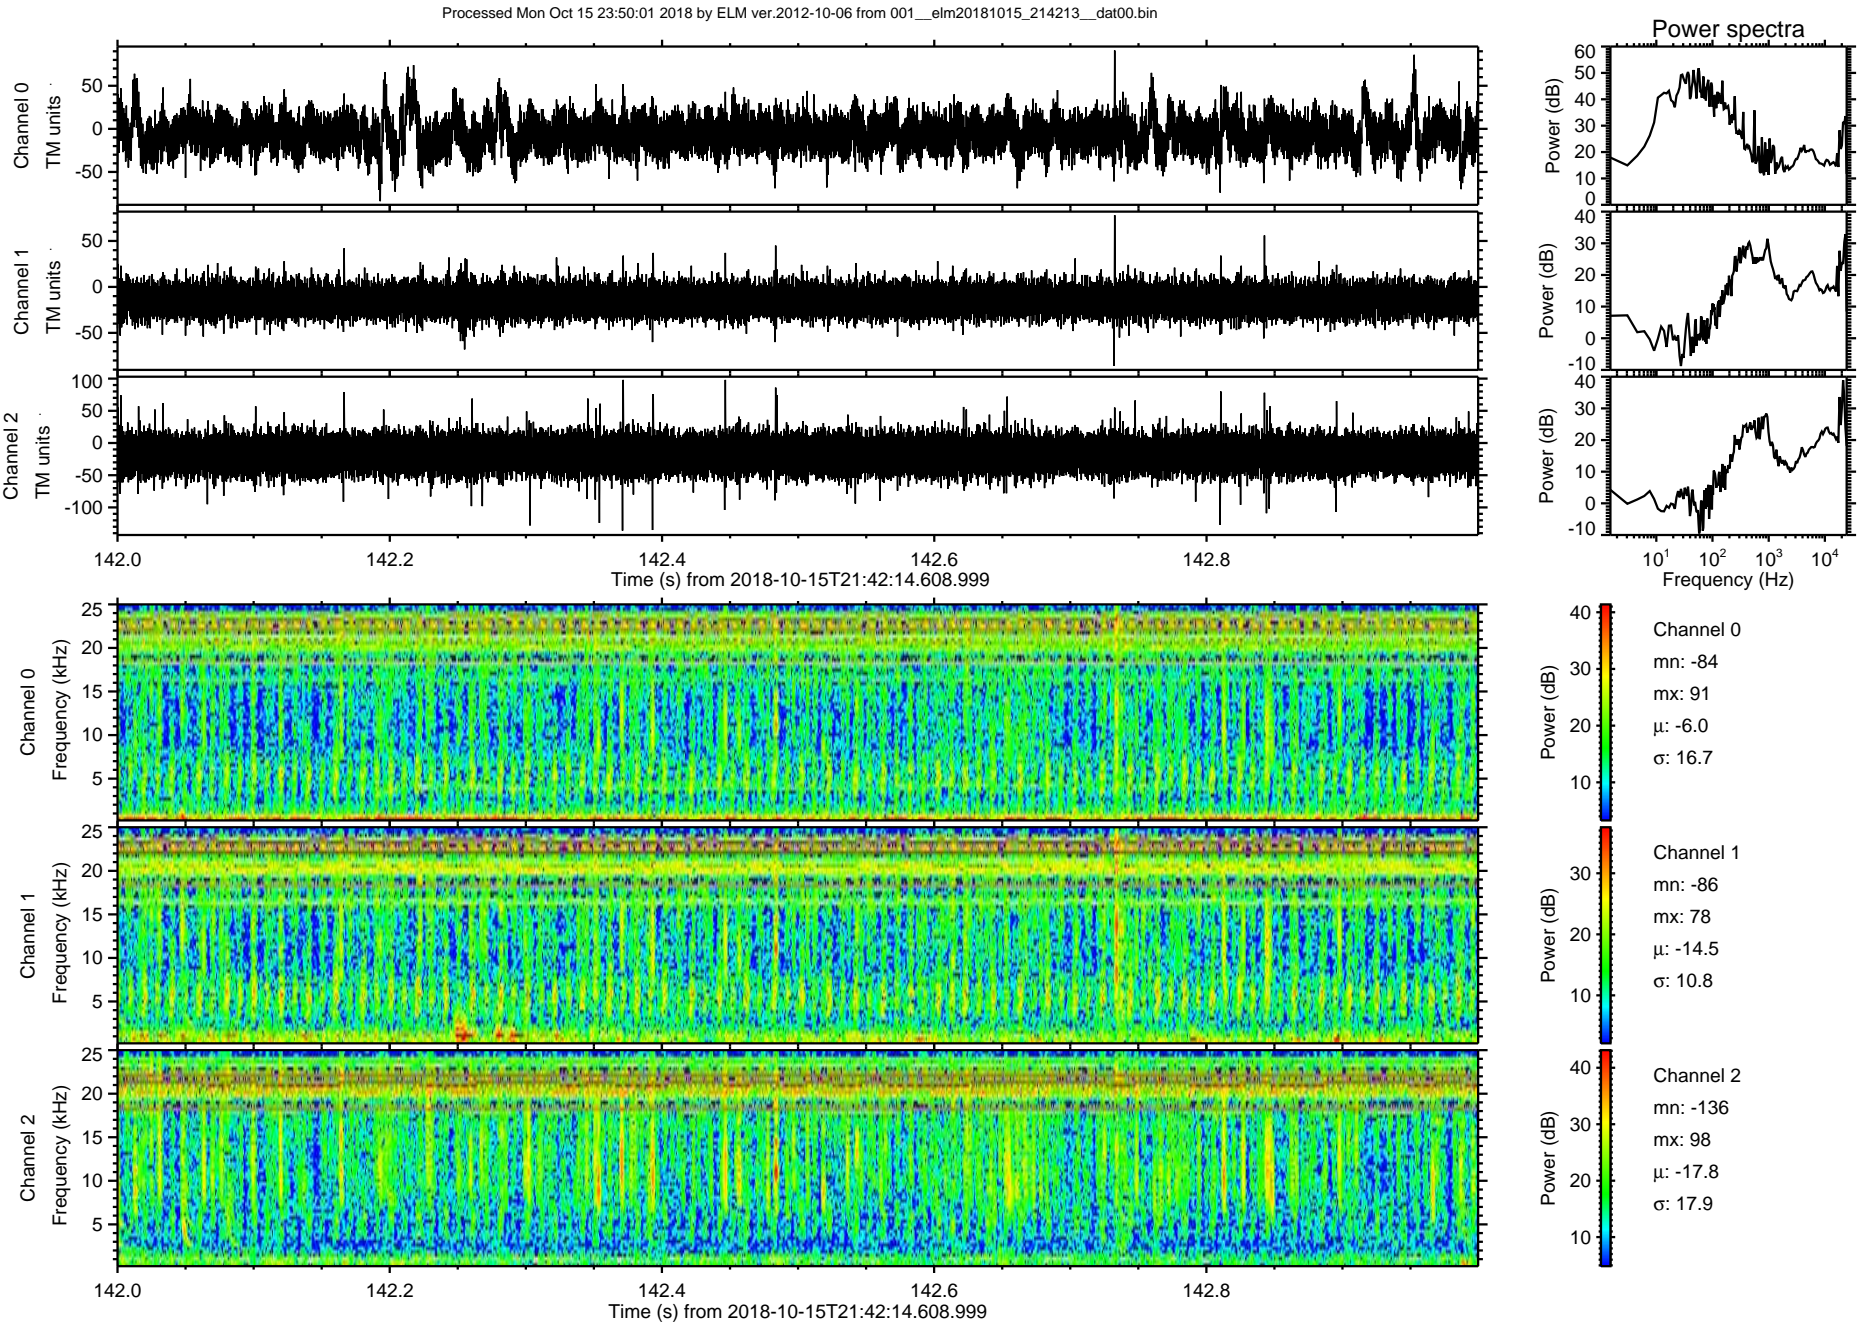 Processed Mon Oct 15 23:50:01 2018 by ELM ver.2012-10-06 from 001__elm20181015_214213__dat00.bin
Power spectra
Channel 0
TM units
50
0
-50
Power (dB)
60
50
40
30
20
10
0
Channel 1
TM units
50
0
-50
Power (dB)
40
30
20
10
0
-10
Channel 2
TM units
100
50
0
-50
-100
Power (dB)
40
30
20
10
0
-10
142.0 142.2 142.4 142.6 142.8
Time (s) from 2018-10-15T21:42:14.608.999
10^1 10^2 10^3 10^4
Frequency (Hz)
Channel 0
Frequency (kHz)
25
20
15
10
5
Power (dB)
40
30
20
10
Channel 0
mn: -84
mx: 91
μ: -6.0
σ: 16.7
Channel 1
Frequency (kHz)
25
20
15
10
5
Power (dB)
30
20
10
Channel 1
mn: -86
mx: 78
μ: -14.5
σ: 10.8
Channel 2
Frequency (kHz)
25
20
15
10
5
Power (dB)
40
30
20
10
Channel 2
mn: -136
mx: 98
μ: -17.8
σ: 17.9
142.0 142.2 142.4 142.6 142.8
Time (s) from 2018-10-15T21:42:14.608.999